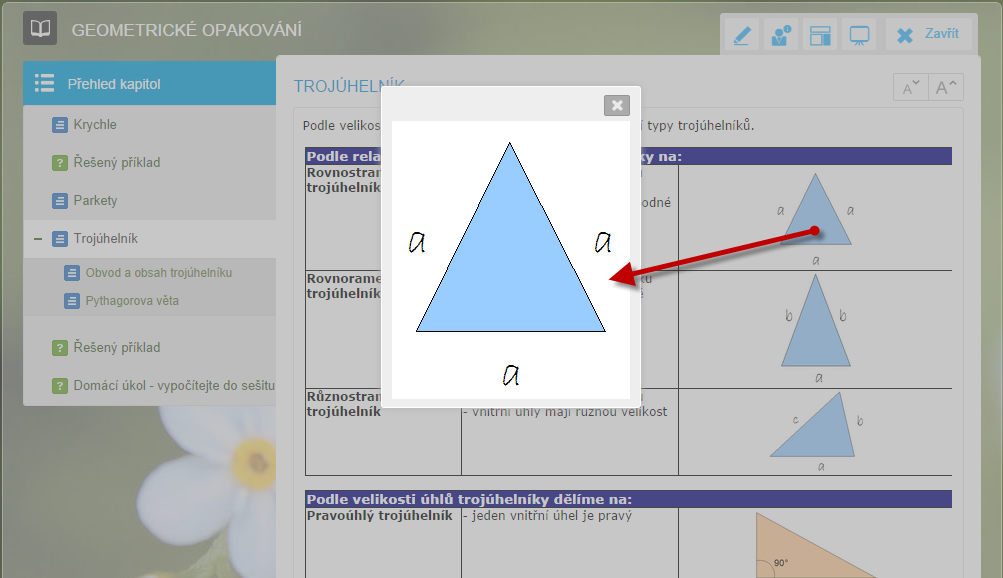 GEOMETRICKÉ OPAKOVÁNÍ
Zavřít
Přehled kapitol
Krychle
Řešený příklad
Parkety
Trojúhelník
Obvod a obsah trojúhelníku
Pythagorova věta
Řešený příklad
Domácí úkol - vypočítejte do sešitu
TROJÚHELNÍK
A A
Podle velikos typy trojúhelníků.
Podle rela ky na:
Rovnostran
trojúhelník
odné
a a
a
Rovnorame
trojúhelník
b b
a
Různostran
trojúhelník
- vnitřní úhly mají různou velikost
c b
a
a a
a
Podle velikosti úhlů trojúhelníky dělíme na:
Pravoúhlý trojúhelník - jeden vnitřní úhel je pravý
90°